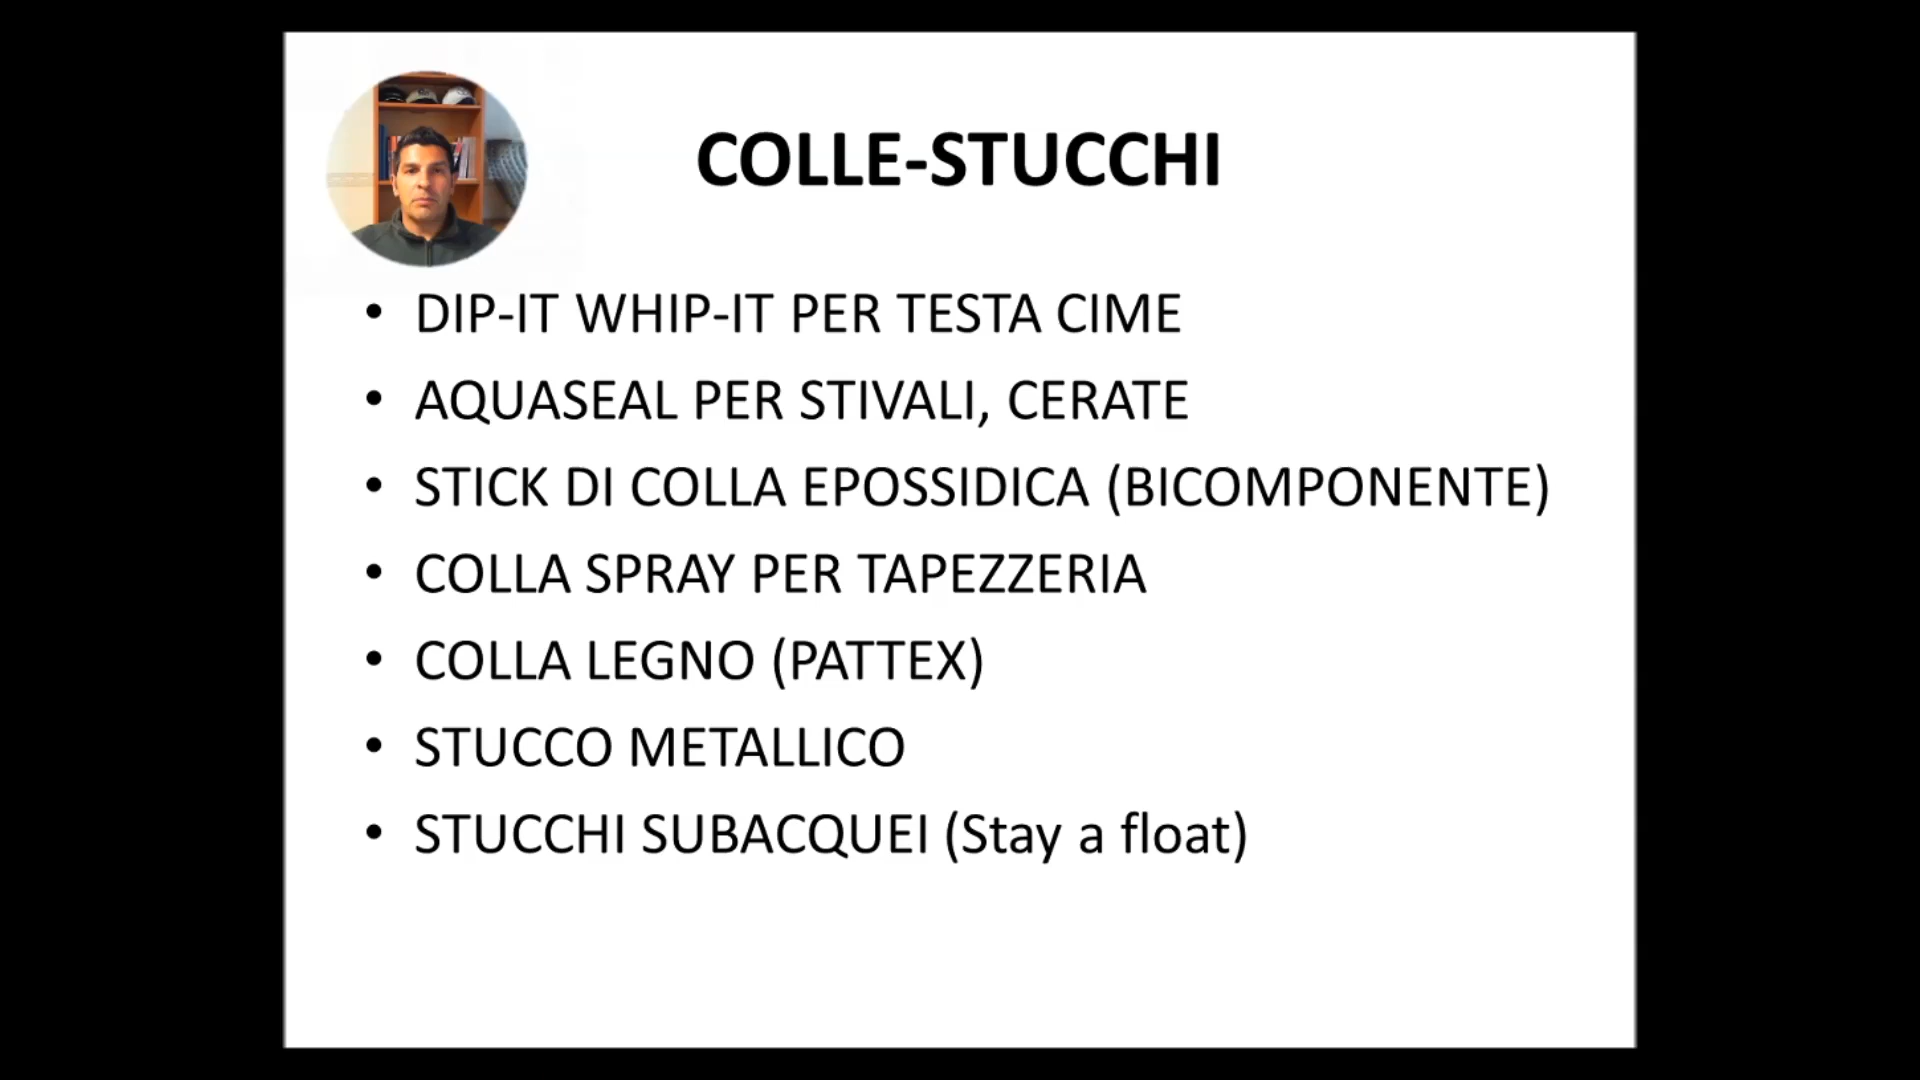 COLLE-STUCCHI
• DIP-IT WHIP-IT PER TESTA CIME
• AQUASEAL PER STIVALI, CERATE
• STICK DI COLLA EPOSSIDICA (BICOMPONENTE)
• COLLA SPRAY PER TAPEZZERIA
• COLLA LEGNO (PATTEX)
• STUCCO METALLICO
• STUCCHI SUBACQUEI (Stay a float)